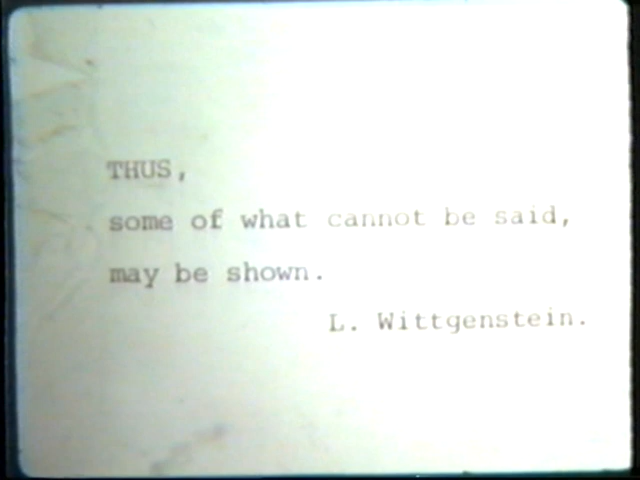 THUS,
some of what cannot be said,
may be shown.
L. Wittgenstein.